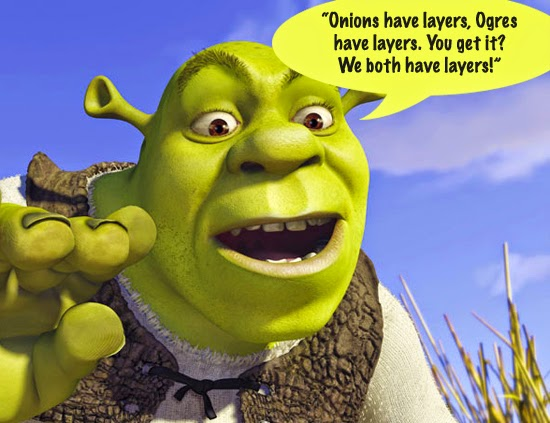 “Onions have layers, Ogres
have layers. You get it?
We both have layers!”